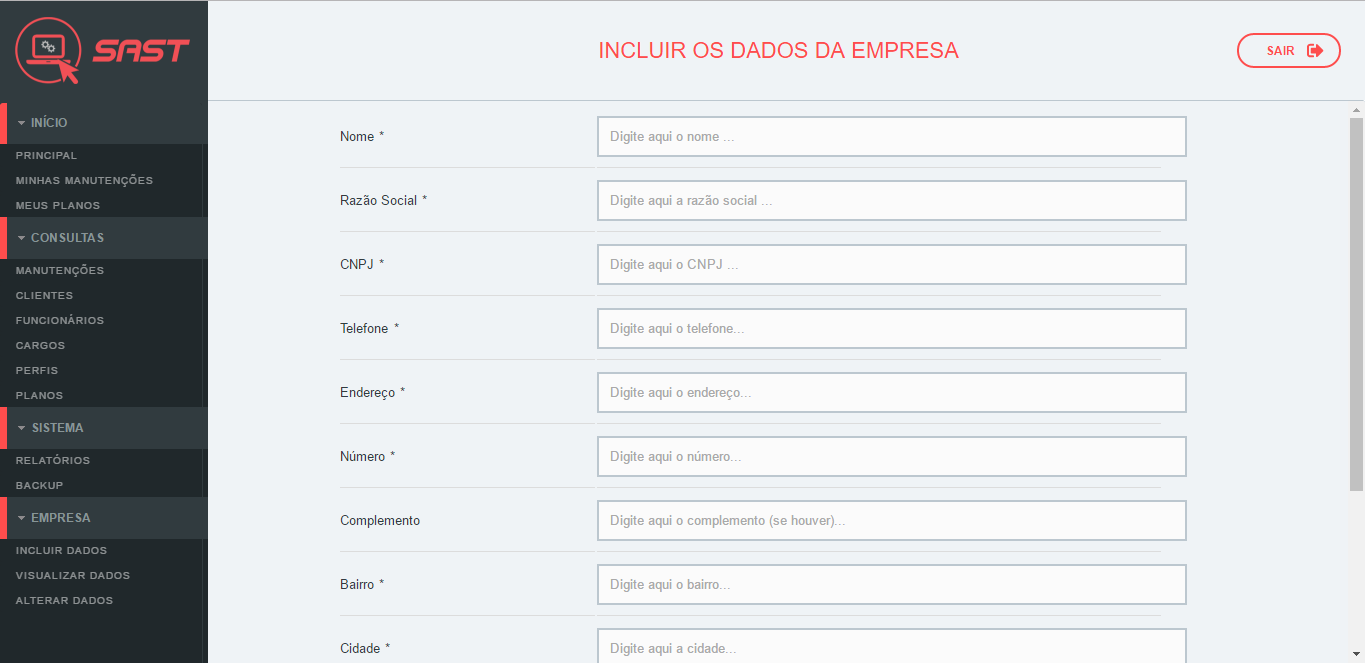 SAST
INÍCIO
PRINCIPAL
MINHAS MANUTENÇÕES
MEUS PLANOS
CONSULTAS
MANUTENÇÕES
CLIENTES
FUNCIONÁRIOS
CARGOS
PERFIS
PLANOS
SISTEMA
RELATÓRIOS
BACKUP
EMPRESA
INCLUIR DADOS
VISUALIZAR DADOS
ALTERAR DADOS
INCLUIR OS DADOS DA EMPRESA
SAIR
Nome * Digite aqui o nome ...
Razão Social * Digite aqui a razão social ...
CNPJ * Digite aqui o CNPJ ...
Telefone * Digite aqui o telefone...
Endereço * Digite aqui o endereço...
Número * Digite aqui o número...
Complemento Digite aqui o complemento (se houver)...
Bairro * Digite aqui o bairro...
Cidade * Digite aqui a cidade...